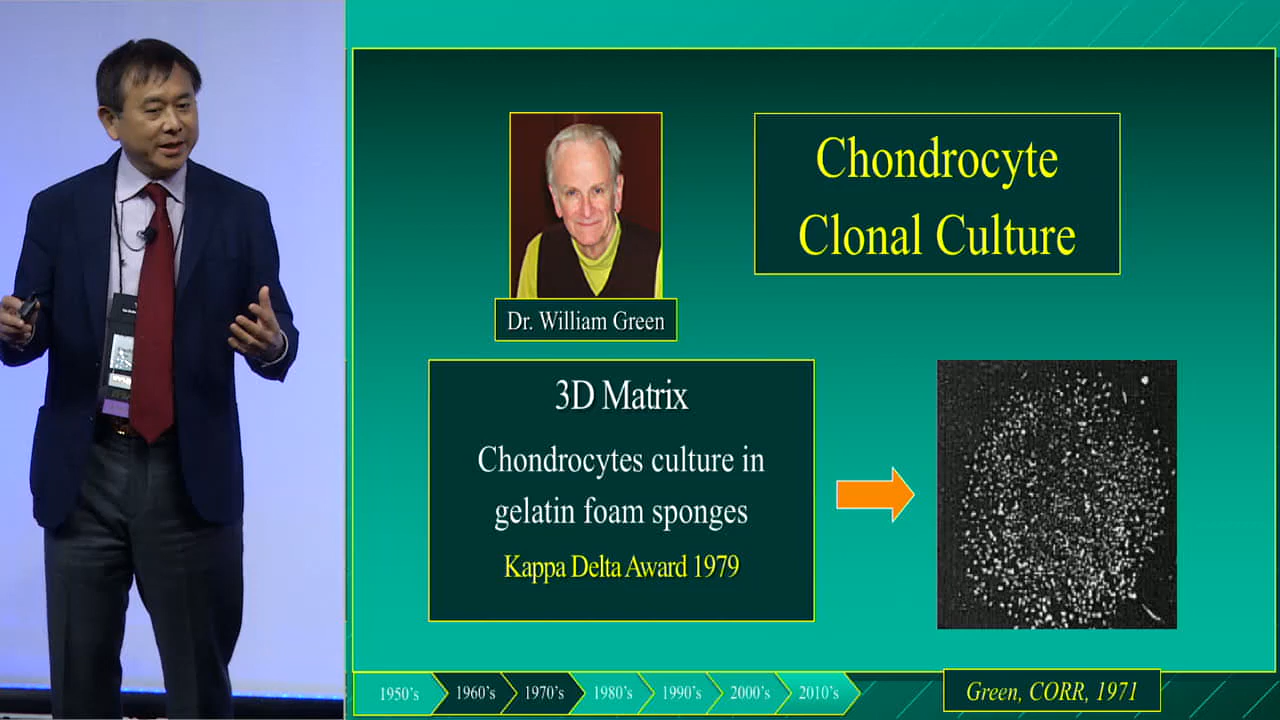 Chondrocyte
Clonal Culture
Dr. William Green
3D Matrix
Chondrocytes culture in
gelatin foam sponges
Kappa Delta Award 1979
1950's
1960's
1970's
1980's
1990's
2000's
2010's
Green, CORR, 1971